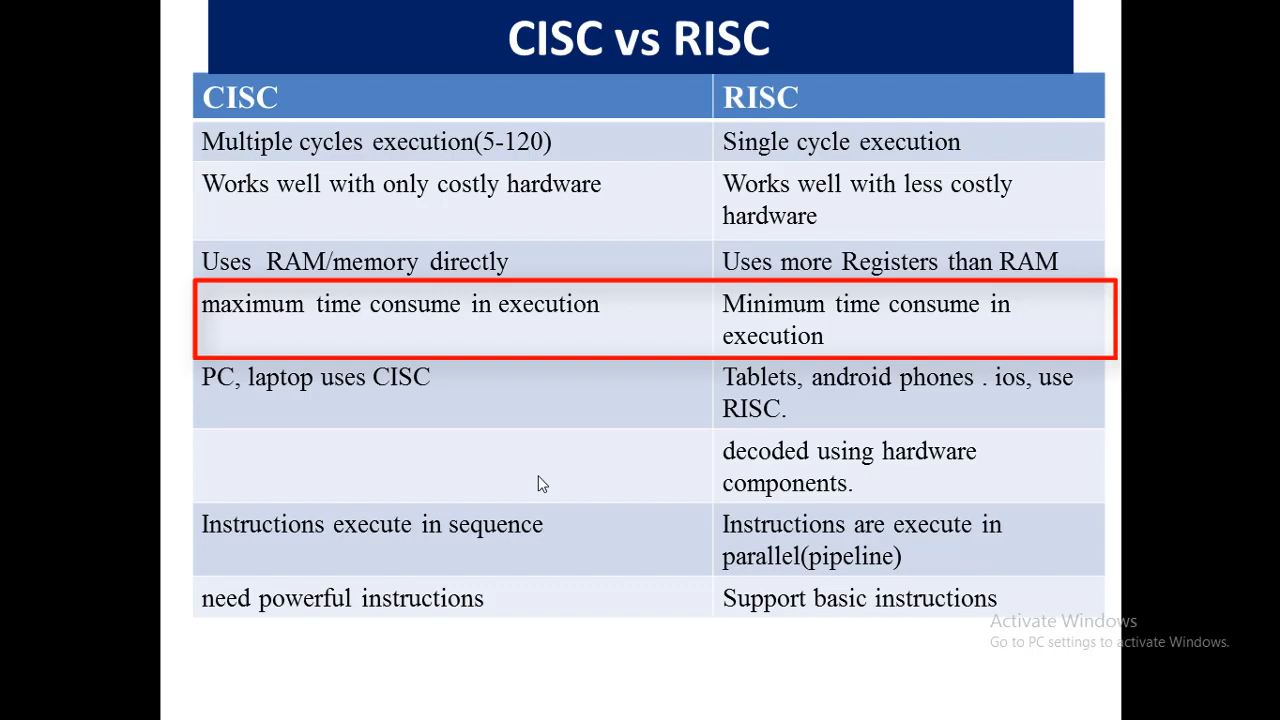 CISC vs RISC
CISC RISC
Multiple cycles execution(5-120) Single cycle execution
Works well with only costly hardware Works well with less costly
hardware
Uses RAM/memory directly Uses more Registers than RAM
maximum time consume in execution Minimum time consume in
execution
PC, laptop uses CISC Tablets, android phones . ios, use
RISC.
decoded using hardware
components.
Instructions execute in sequence Instructions are execute in
parallel(pipeline)
need powerful instructions Support basic instructions
Activate Windows
Go to PC settings to activate Windows.